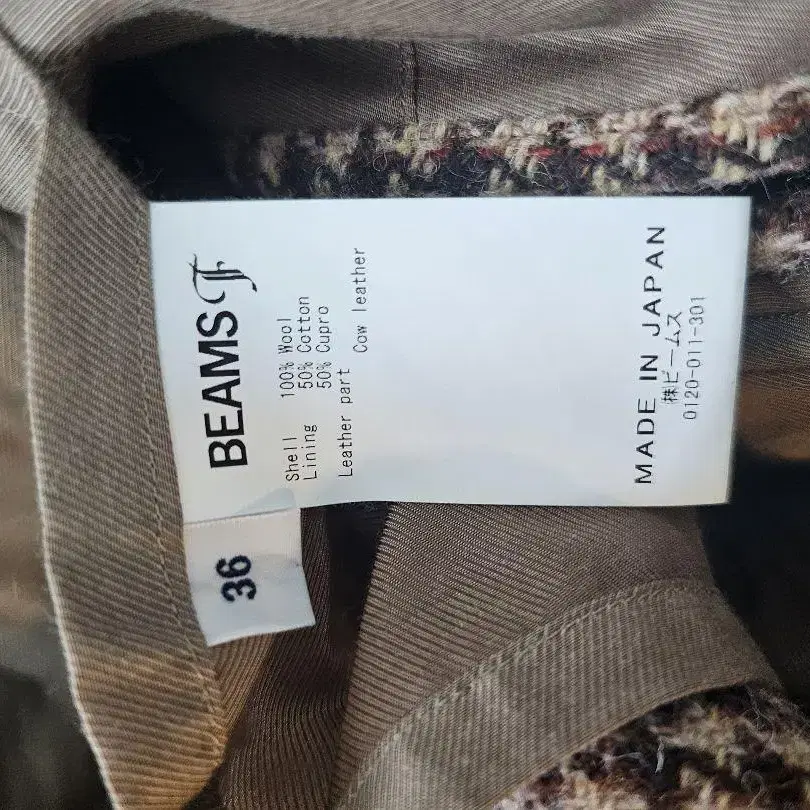 BEAMS F
Shell 100% Wool
Lining 50% Cotton
50% Cupro
Leather part
Cow leather
MADE IN JAPAN
㈱ビームス
0120-011-301
36